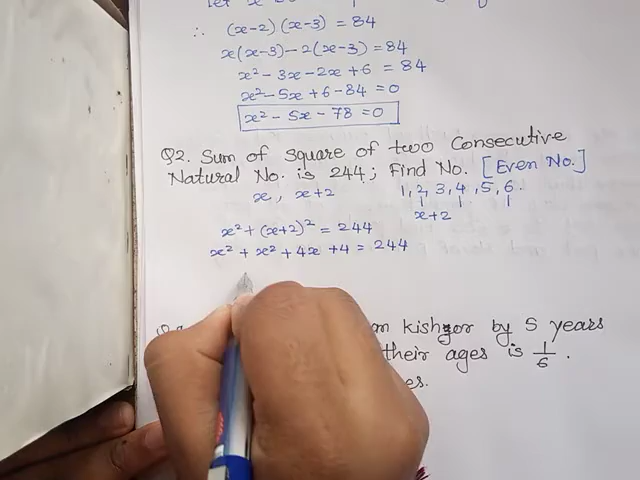 ∴ (x-2) (x-3) = 84
x(x-3) - 2(x-3) = 84
x² - 3x - 2x + 6 = 84
x² - 5x + 6 - 84 = 0
x² - 5x - 78 = 0
Q2. Sum of square of two Consecutive
Natural No. is 244; Find No. [Even No.]
x, x+2 1, 2, 3, 4, 5, 6.
x+2
x² + (x+2)² = 244
x² + x² + 4x + 4 = 244
by 5 years
their ages is 1/6.